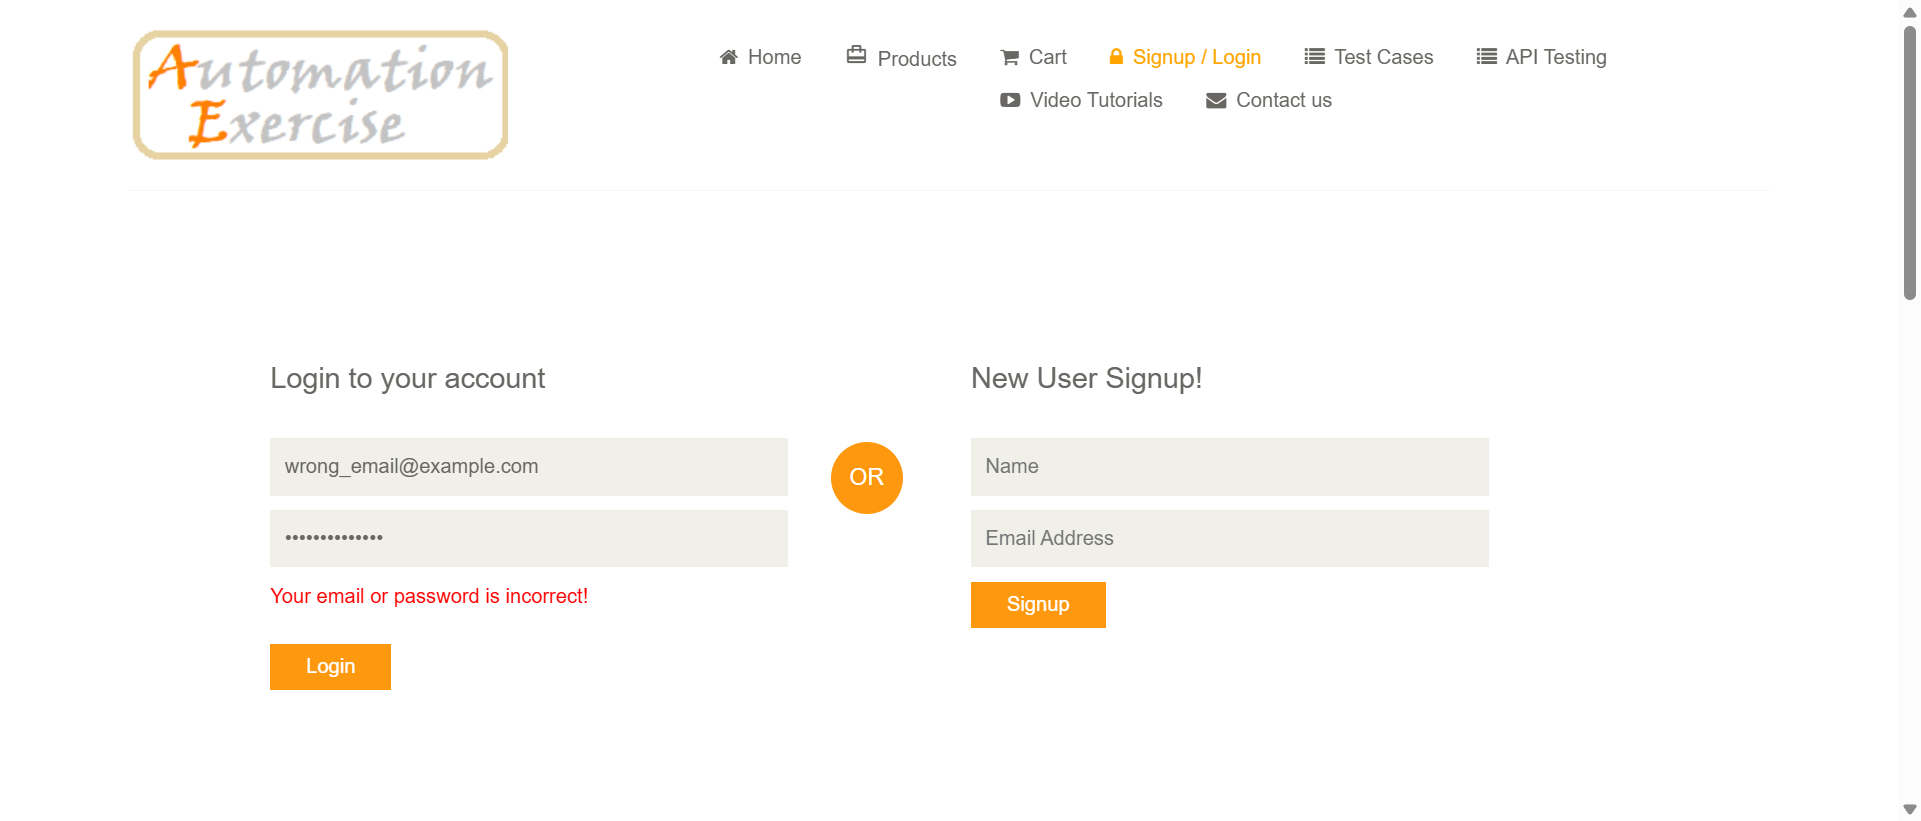 Automation
Exercise
Home
Products
Cart
Signup / Login
Test Cases
API Testing
Video Tutorials
Contact us
Login to your account
wrong_email@example.com
••••••••••••••
Your email or password is incorrect!
Login
OR
New User Signup!
Name
Email Address
Signup